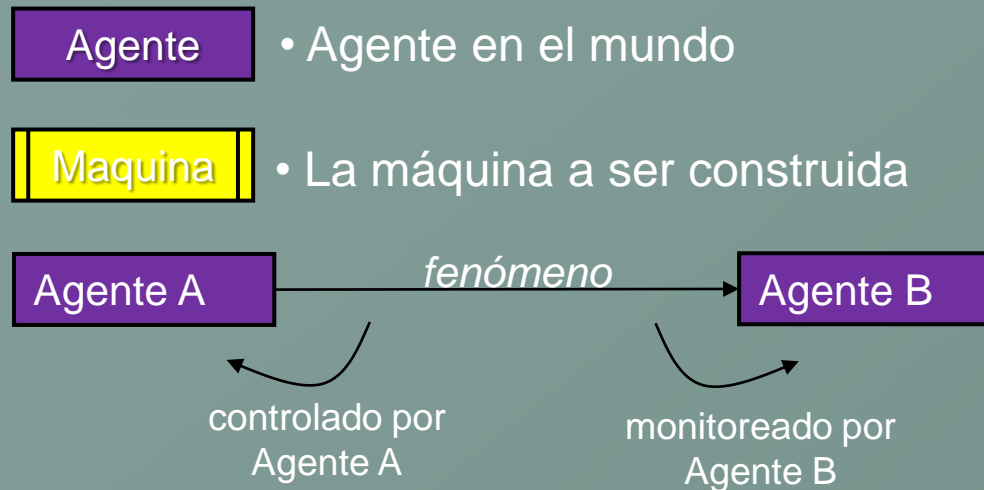 Agente
• Agente en el mundo
Maquina
• La máquina a ser construida
Agente A
fenómeno
Agente B
controlado por
Agente A
monitoreado por
Agente B